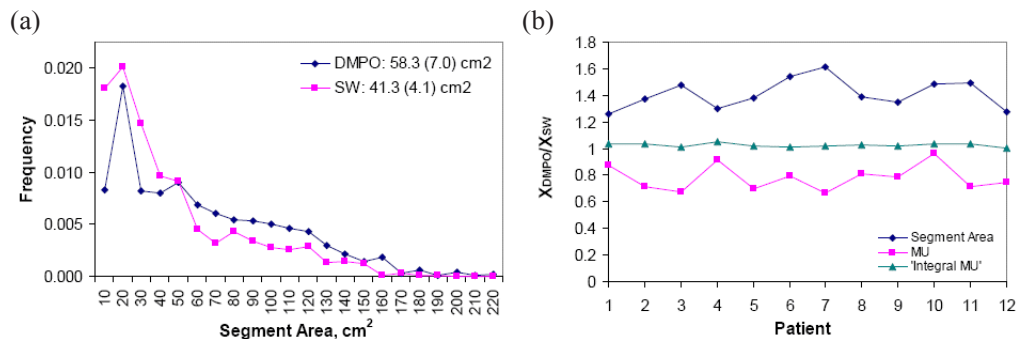 (a)
0.020
0.015
0.010
0.005
0.000
Frequency
DMPO: 58.3 (7.0) cm2
SW: 41.3 (4.1) cm2
10 20 30 40 50 60 70 80 90 100 110 120 130 140 150 160 170 180 190 200 210 220
Segment Area, cm²
(b)
1.8
1.6
1.4
1.2
1
0.8
0.6
0.4
0.2
0
X_DMPO/X_SW
Segment Area
MU
'Integral MU'
1 2 3 4 5 6 7 8 9 10 11 12
Patient